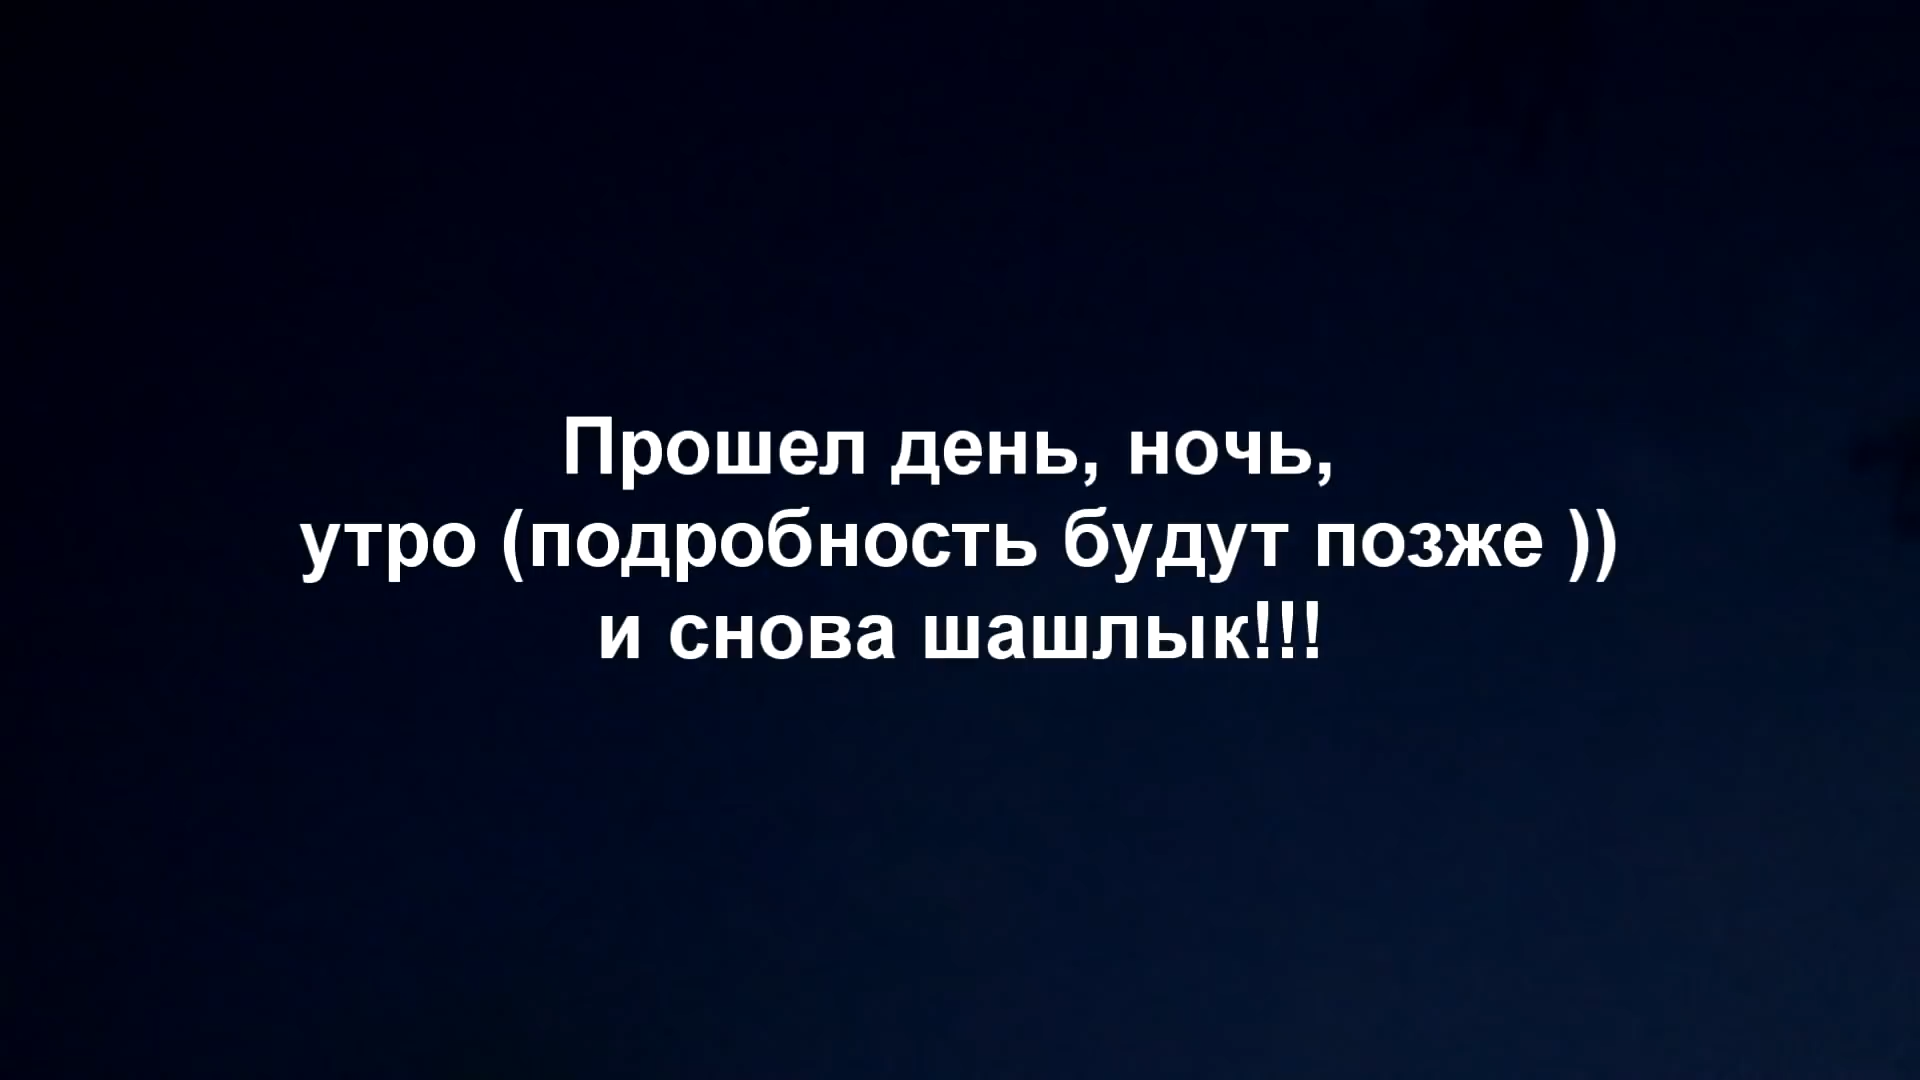 Прошел день, ночь,
утро (подробность будут позже ))
и снова шашлык!!!